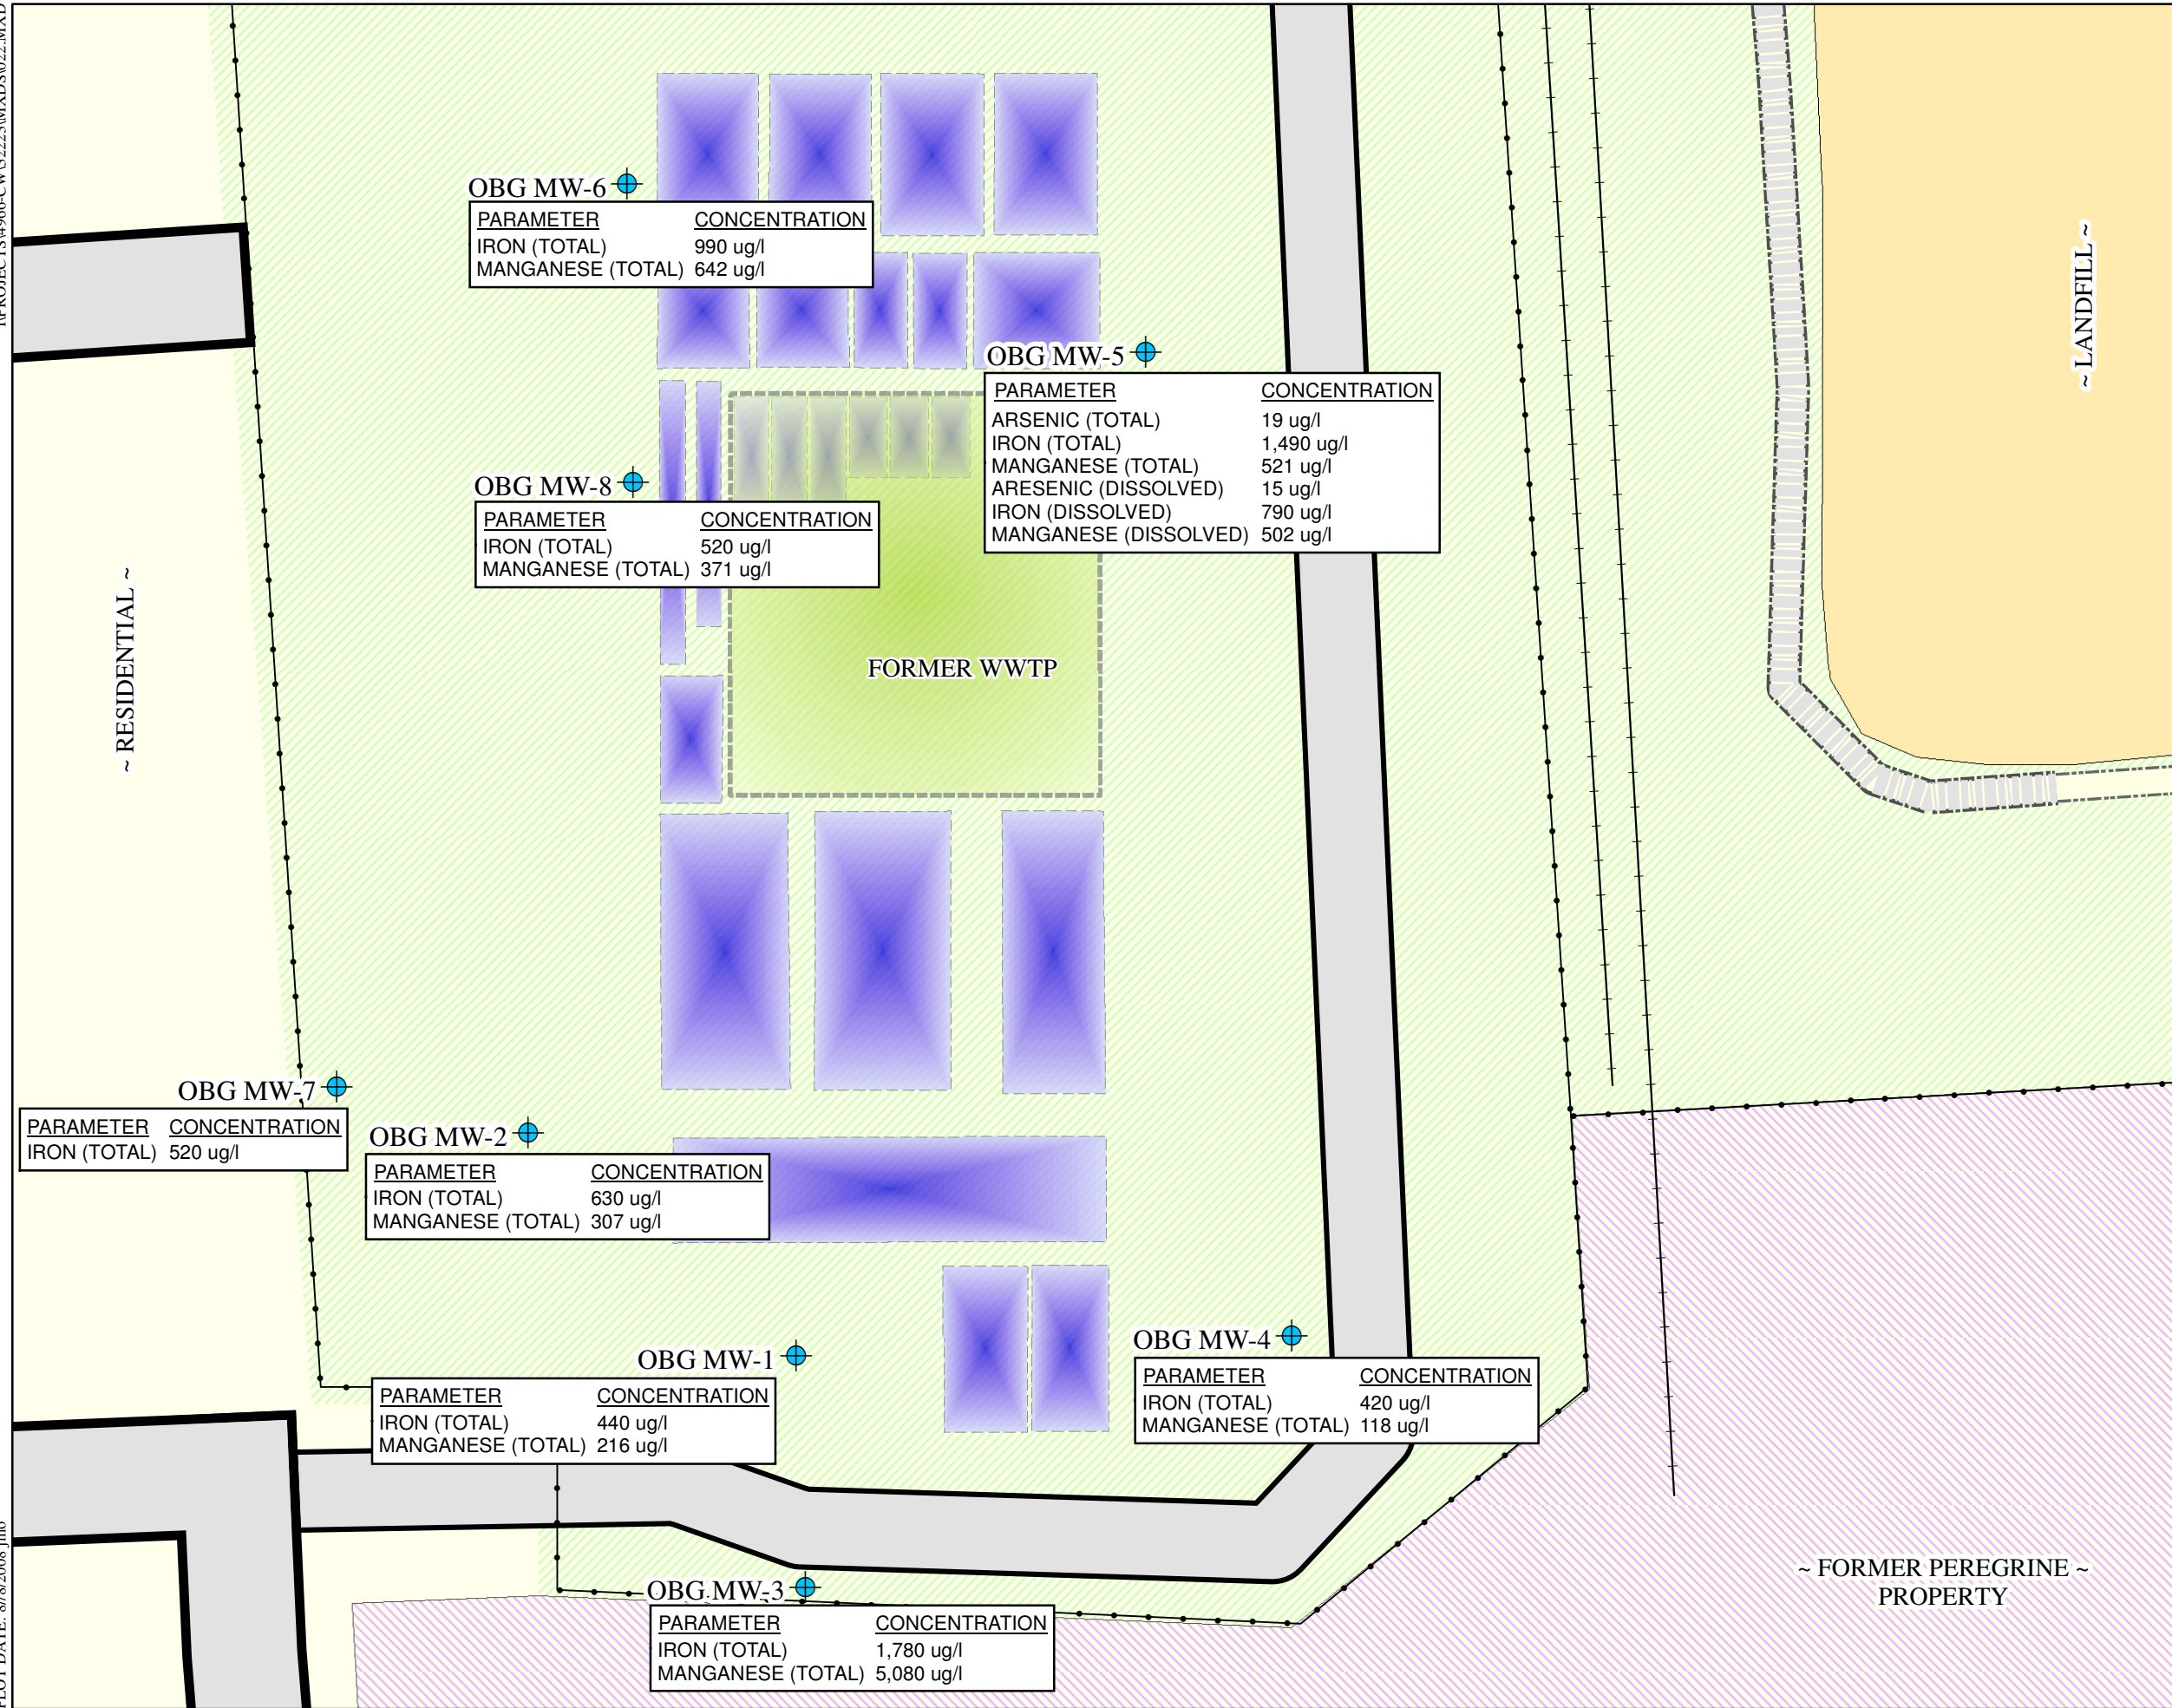 OBG MW-6
PARAMETER CONCENTRATION
IRON (TOTAL) 990 ug/l
MANGANESE (TOTAL) 642 ug/l
~ LANDFILL ~
OBG MW-5
PARAMETER CONCENTRATION
ARSENIC (TOTAL) 19 ug/l
IRON (TOTAL) 1,490 ug/l
MANGANESE (TOTAL) 521 ug/l
ARESENIC (DISSOLVED) 15 ug/l
IRON (DISSOLVED) 790 ug/l
MANGANESE (DISSOLVED) 502 ug/l
OBG MW-8
PARAMETER CONCENTRATION
IRON (TOTAL) 520 ug/l
MANGANESE (TOTAL) 371 ug/l
~ RESIDENTIAL ~
FORMER WWTP
OBG MW-7
PARAMETER CONCENTRATION
IRON (TOTAL) 520 ug/l
OBG MW-2
PARAMETER CONCENTRATION
IRON (TOTAL) 630 ug/l
MANGANESE (TOTAL) 307 ug/l
OBG MW-1
PARAMETER CONCENTRATION
IRON (TOTAL) 440 ug/l
MANGANESE (TOTAL) 216 ug/l
OBG MW-4
PARAMETER CONCENTRATION
IRON (TOTAL) 420 ug/l
MANGANESE (TOTAL) 118 ug/l
OBG MW-3
PARAMETER CONCENTRATION
IRON (TOTAL) 1,780 ug/l
MANGANESE (TOTAL) 5,080 ug/l
~ FORMER PEREGRINE ~
PROPERTY
PLOT DATE: 8/78/2008